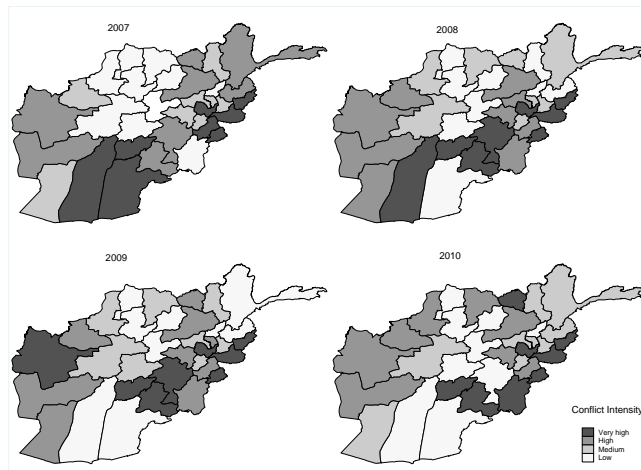 2007
2008
2009
2010
Conflict Intensity
Very high
High
Medium
Low